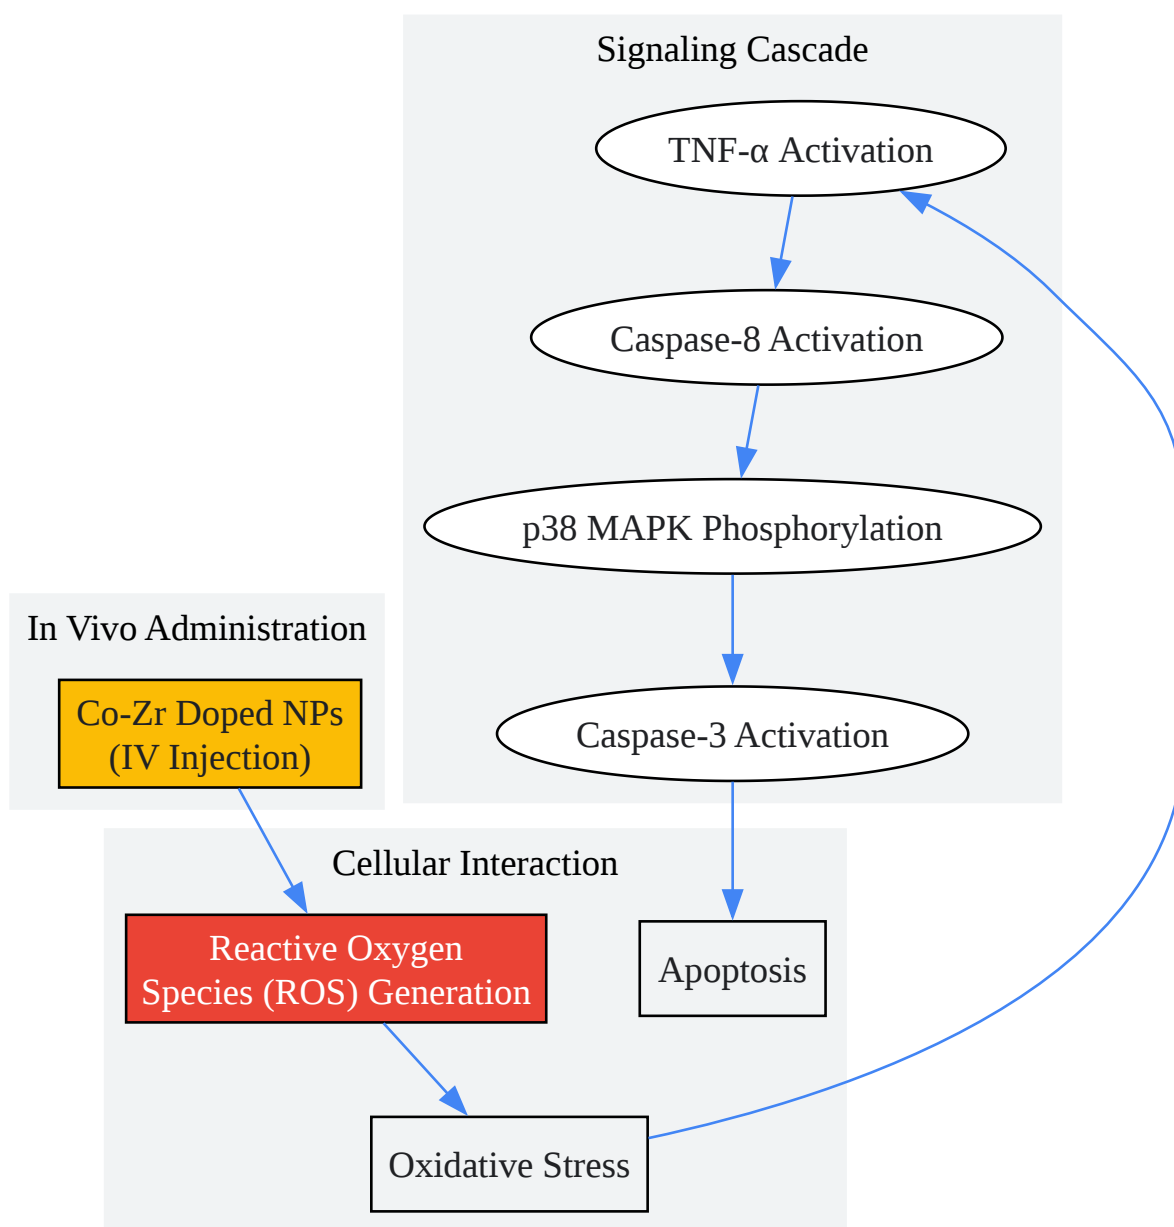 Signaling Cascade
TNF-α Activation
Caspase-8 Activation
p38 MAPK Phosphorylation
Caspase-3 Activation
In Vivo Administration
Co-Zr Doped NPs
(IV Injection)
Cellular Interaction
Reactive Oxygen
Species (ROS) Generation
Apoptosis
Oxidative Stress